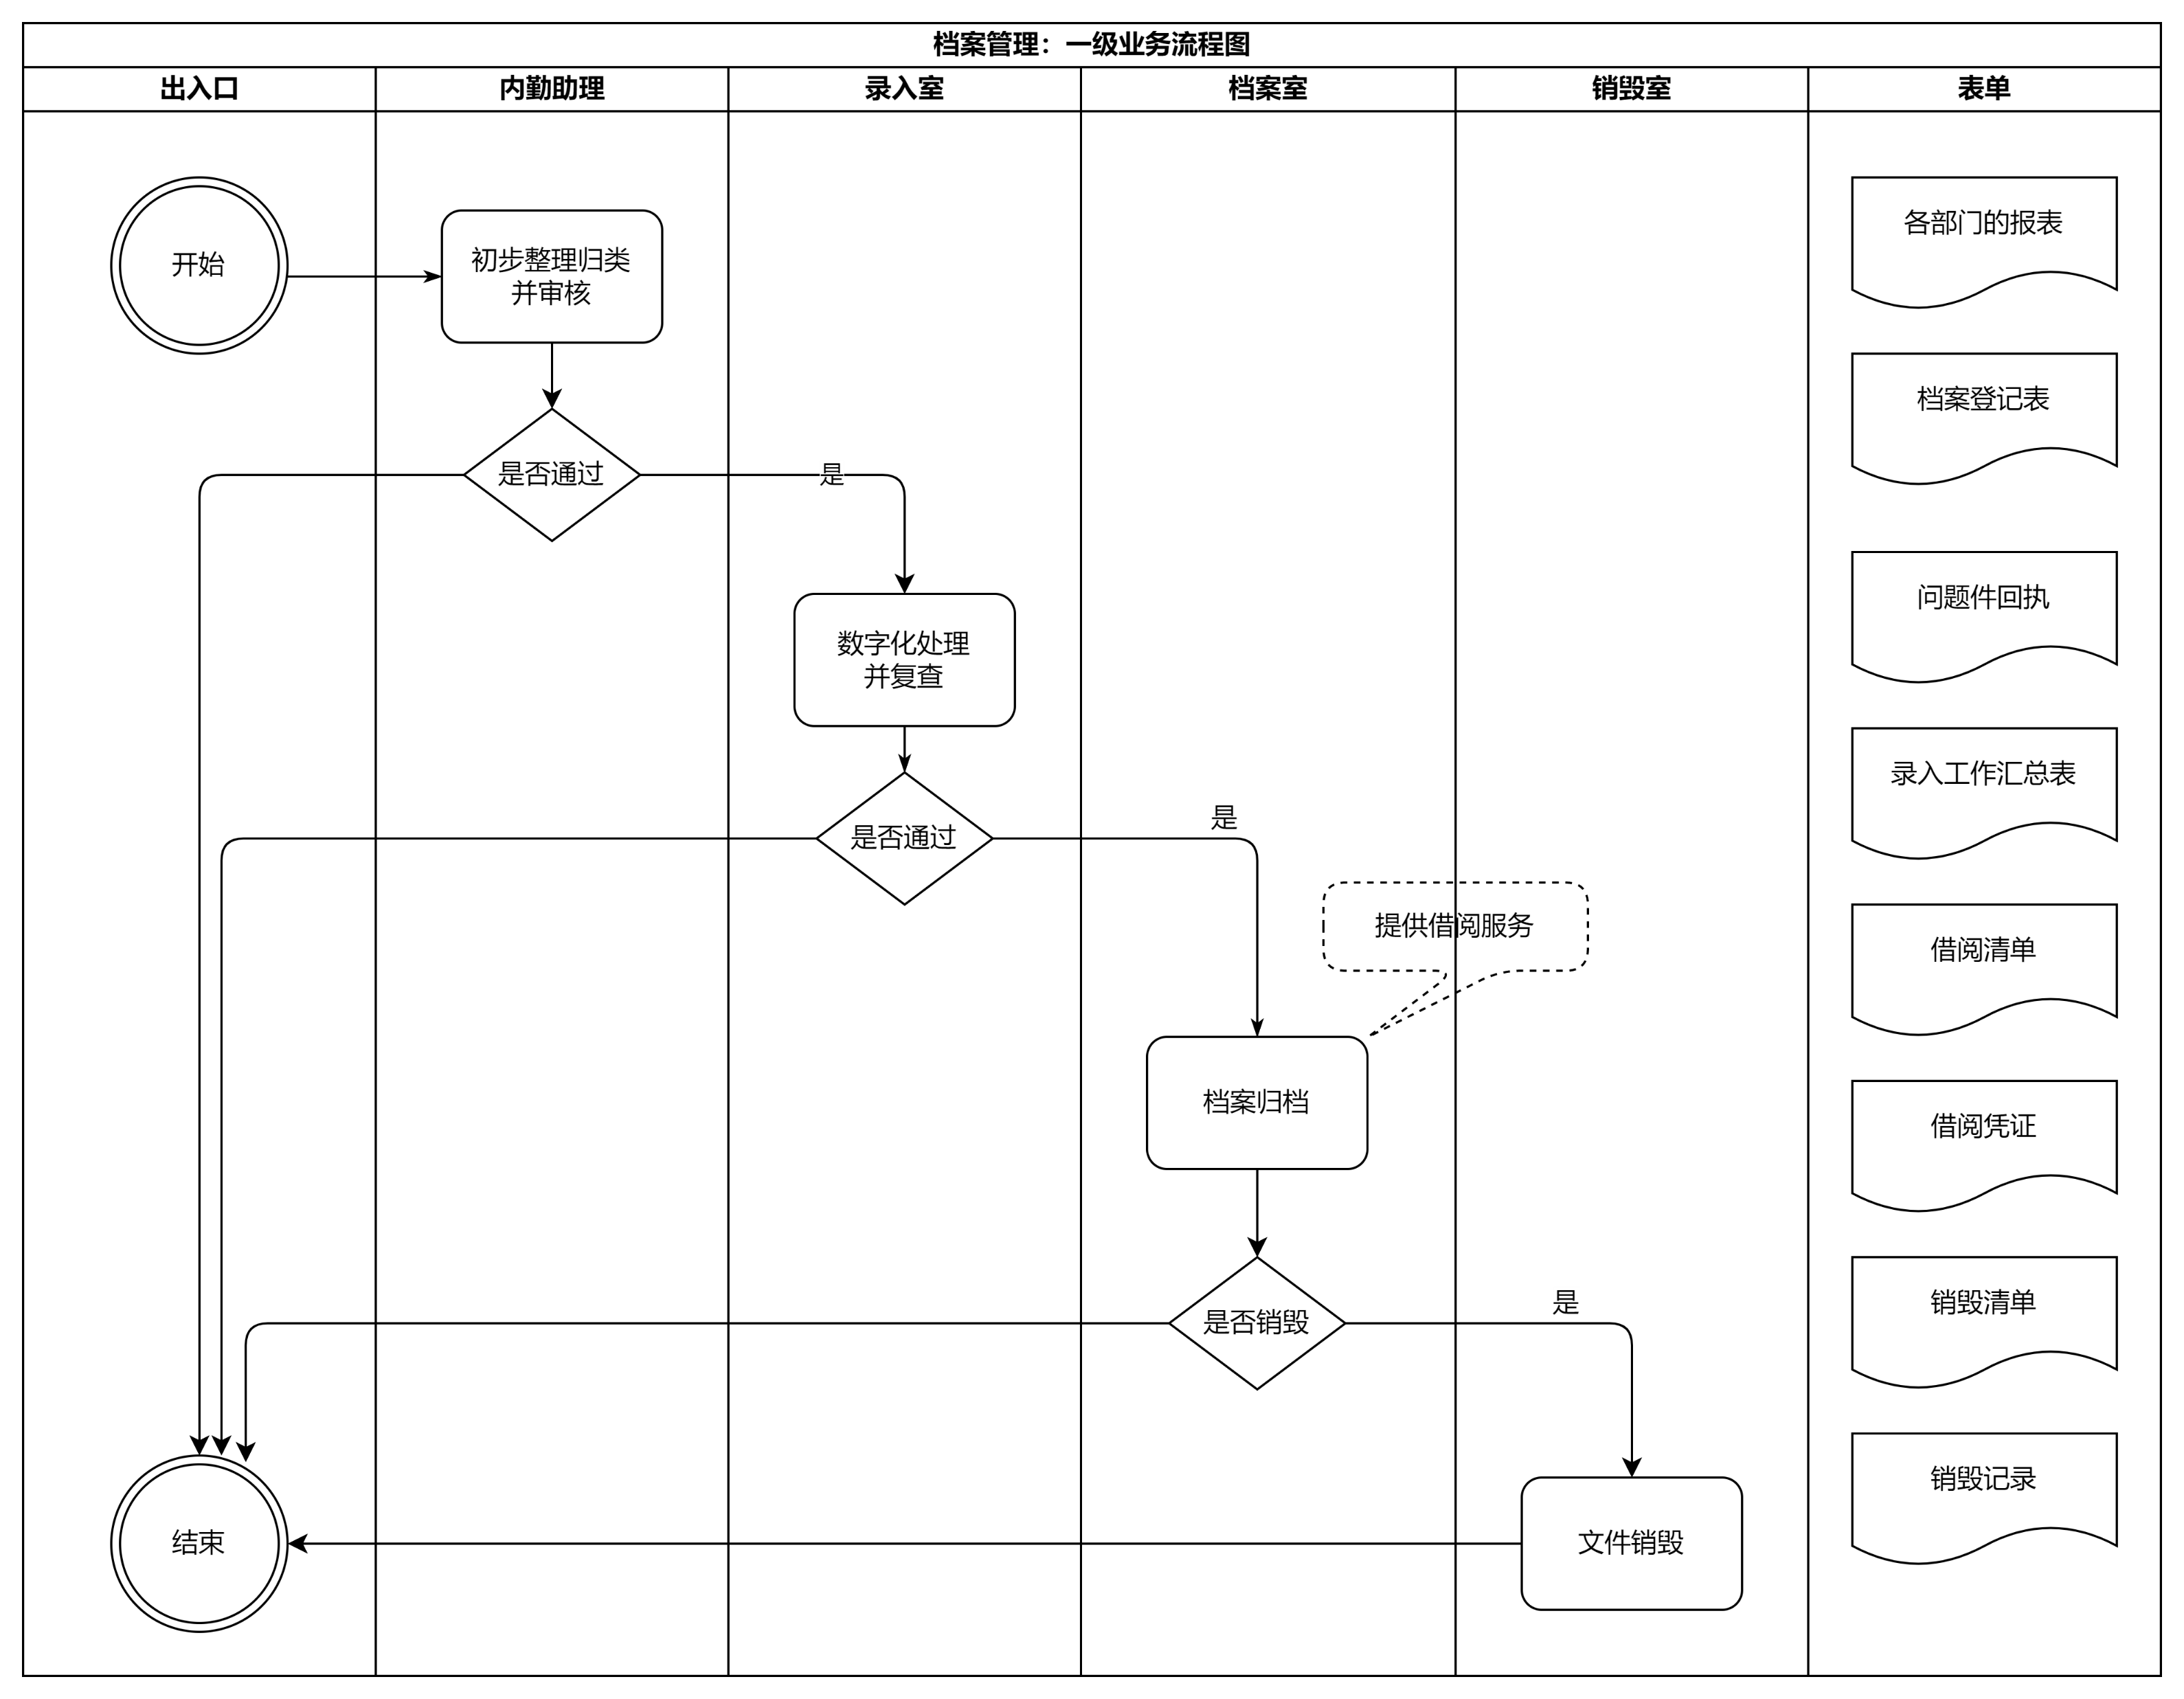 档案管理：一级业务流程图
出入口
内勤助理
录入室
档案室
销毁室
表单
开始
初步整理归类
并审核
是否通过
是
数字化处理
并复查
是否通过
是
提供借阅服务
档案归档
是否销毁
是
文件销毁
结束
各部门的报表
档案登记表
问题件回执
录入工作汇总表
借阅清单
借阅凭证
销毁清单
销毁记录